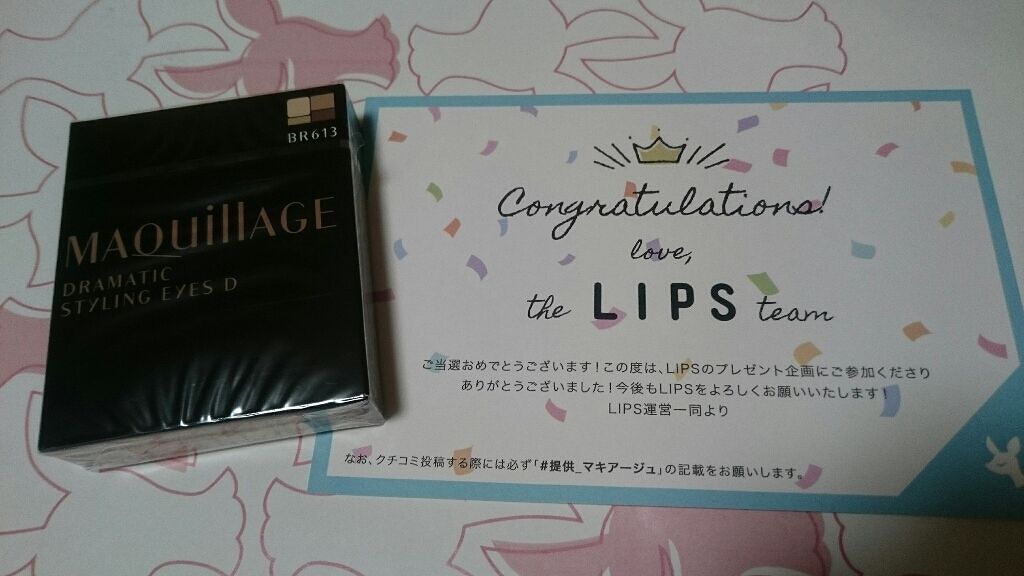 BR613
MAQuillAGE
DRAMATIC
STYLING EYES D
Congratulations!
love,
the LIPS team
ご当選おめでとうございます！この度は、LIPSのプレゼント企画にご参加くださり
ありがとうございました！今後もLIPSをよろしくお願いいたします！
LIPS運営一同より
なお、クチコミ投稿する際には必ず「#提供_マキアージュ」の記載をお願いします。